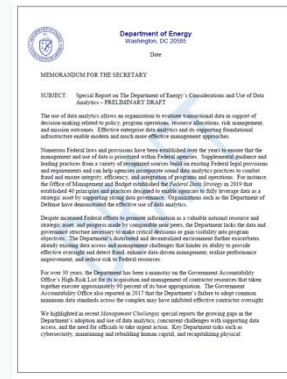 Department of Energy
Washington, DC 20585
Date
MEMORANDUM FOR THE SECRETARY
SUBJECT: Special Report on The Department of Energy's Considerations and Use of Data
Analytics – PRELIMINARY DRAFT
The use of data analytics allows an organization to evaluate transactional data in support of
decision-making related to policy, program operations, resource allocations, risk management,
and mission outcomes. Effective enterprise data analytics and its supporting foundational
infrastructure enable modern and much more effective management approaches.
Numerous Federal laws and provisions have been established over the years to ensure that the
management and use of data is prioritized within Federal agencies. Supplemental guidance and
leading practices from a variety of recognized sources build on existing Federal legal provisions
and requirements and can help agencies incorporate sound data analytics practices to combat
fraud and ensure integrity, efficiency, and integration of programs and operations. For instance,
the Office of Management and Budget established the Federal Data Strategy in 2019 that
established 40 principles and practices designed to enable agencies to fully leverage data as a
strategic asset by supporting strong data governance. Organizations such as the Department of
Defense have demonstrated the effective use of data analytics.
Despite increased Federal efforts to promote information as a valuable national resource and
strategic asset, and progress made by comparable near peers, the Department lacks the data and
governance structure necessary to make critical decisions or gain visibility into program
objectives. The Department's distributed and decentralized environment further exacerbates
already existing data and management challenges that hinder its ability to provide
effective oversight and detect fraud, enhance data-driven management, realize performance
improvement, and reduce risk to Federal resources.
For over 30 years, the Department has been a mainstay on the Government Accountability
Office's High-Risk List for its acquisition and management of contractor resources that taken
together execute approximately 90 percent of its base appropriation. The Government
Accountability Office also reported in 2017 that the Department's failure to adopt common
minimum data standards across the complex may have inhibited effective contractor oversight.
We highlighted in recent Management Challenges special reports the growing gaps in the
Department's adoption and use of data analytics, concurrent challenges with supporting data
access, and the need for officials to take urgent action. Key Department risks such as
cybersecurity, maintaining and rebuilding human capital, and recapitalizing physical